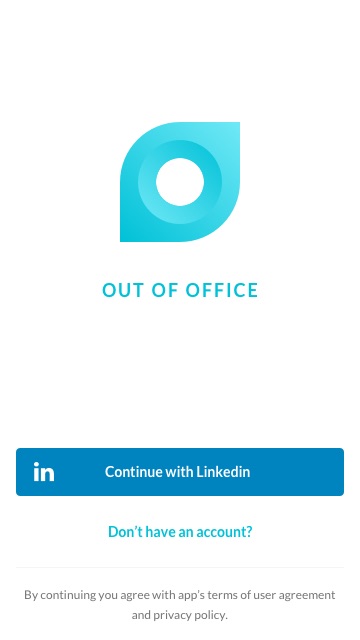 OUT OF OFFICE
in Continue with Linkedin
Don't have an account?
By continuing you agree with app's terms of user agreement
and privacy policy.